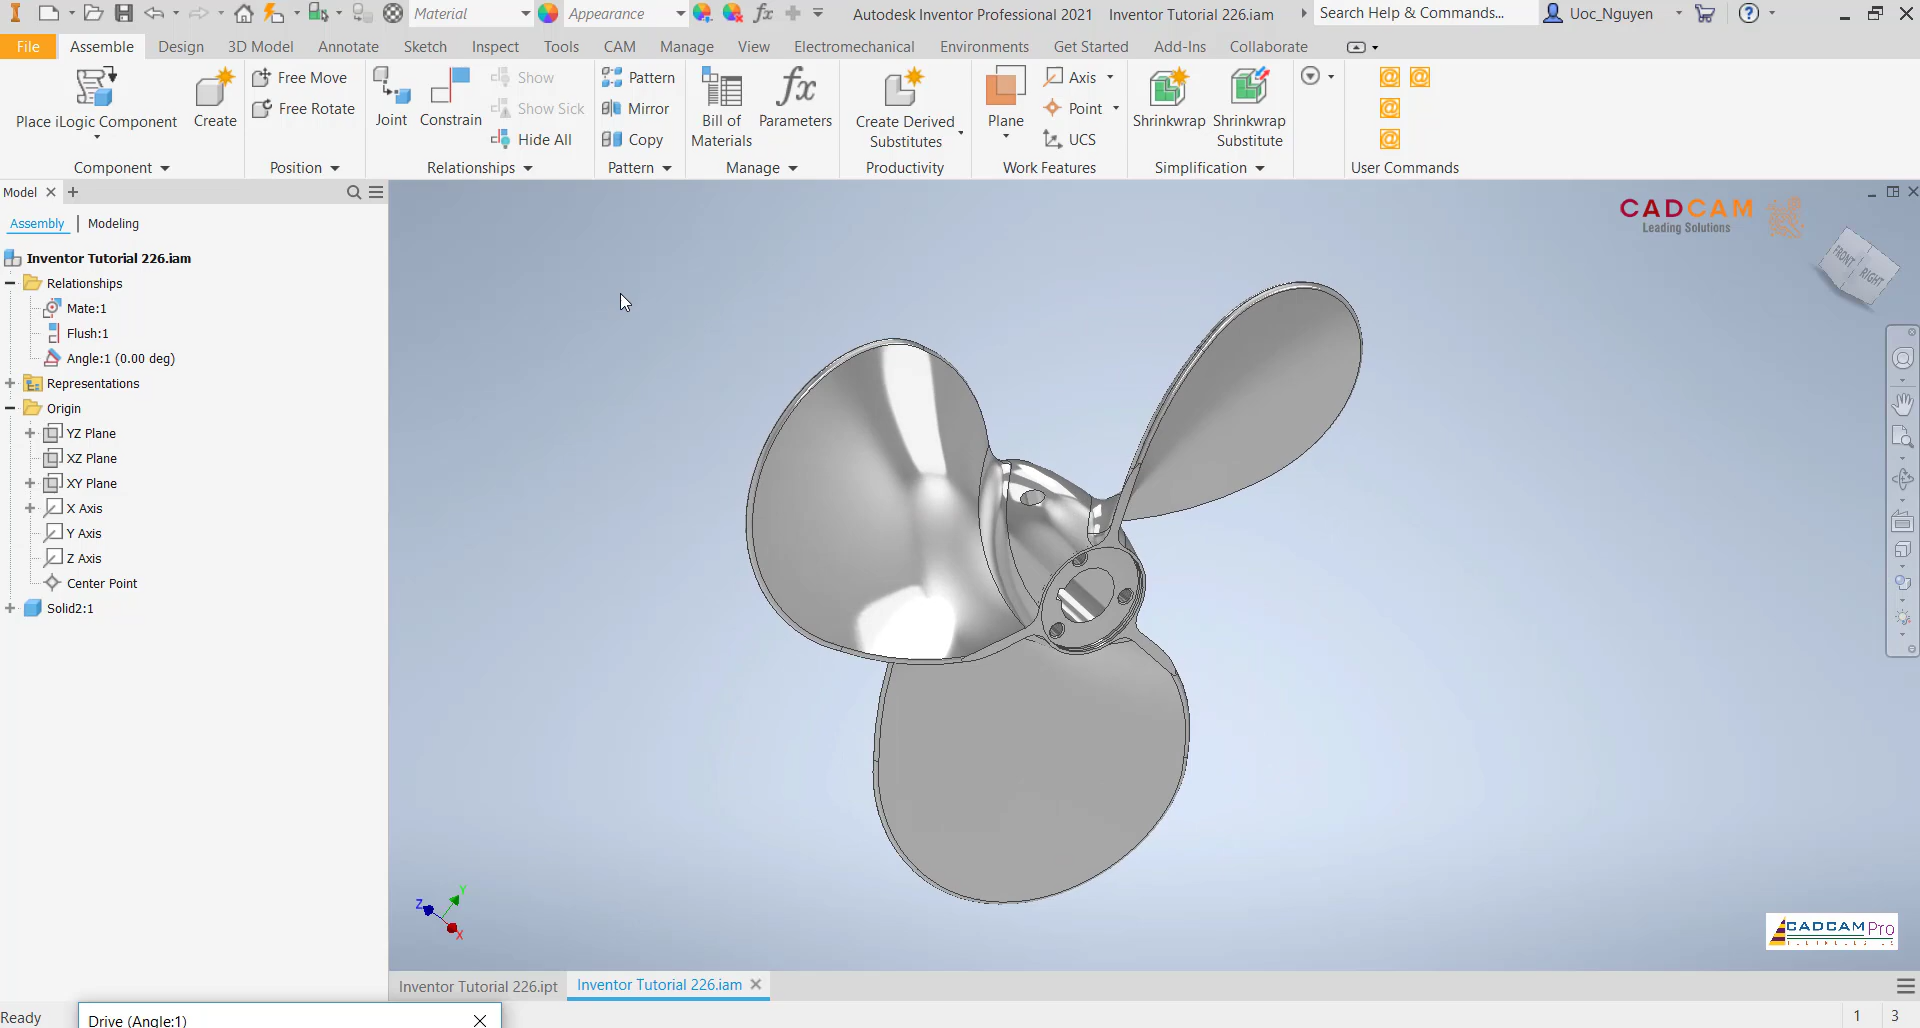 Material
Appearance
Autodesk Inventor Professional 2021 Inventor Tutorial 226.iam
Search Help & Commands...
Uoc_Nguyen
File Assemble Design 3D Model Annotate Sketch Inspect Tools CAM Manage View Electromechanical Environments Get Started Add-Ins Collaborate
Place iLogic Component
Create
Component
Free Move
Free Rotate
Position
Joint
Constrain
Show
Show Sick
Hide All
Relationships
Pattern
Mirror
Copy
Pattern
Bill of
Materials
Parameters
Manage
Create Derived
Substitutes
Productivity
Plane
Axis
Point
UCS
Work Features
Shrinkwrap
Shrinkwrap
Substitute
Simplification
User Commands
Model
Assembly Modeling
Inventor Tutorial 226.iam
Relationships
Mate:1
Flush:1
Angle:1 (0.00 deg)
Representations
Origin
YZ Plane
XZ Plane
XY Plane
X Axis
Y Axis
Z Axis
Center Point
Solid2:1
CADCAM
Leading Solutions
FRONT
RIGHT
Z
Y
X
CADCAM Pro
Inventor Tutorial 226.ipt
Inventor Tutorial 226.iam
Ready
Drive (Angle:1)
1 3